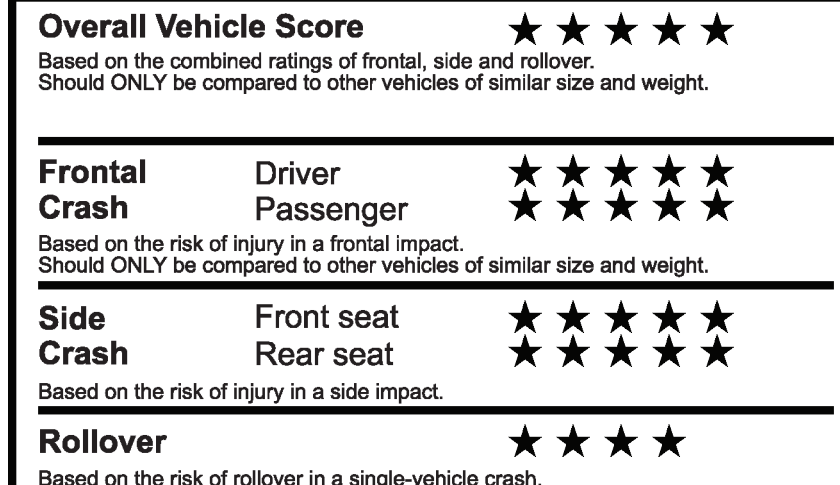 Overall Vehicle Score ★ ★ ★ ★ ★
Based on the combined ratings of frontal, side and rollover.
Should ONLY be compared to other vehicles of similar size and weight.
Frontal Driver ★ ★ ★ ★ ★
Crash Passenger ★ ★ ★ ★ ★
Based on the risk of injury in a frontal impact.
Should ONLY be compared to other vehicles of similar size and weight.
Side Front seat ★ ★ ★ ★ ★
Crash Rear seat ★ ★ ★ ★ ★
Based on the risk of injury in a side impact.
Rollover ★ ★ ★ ★
Based on the risk of rollover in a single-vehicle crash.